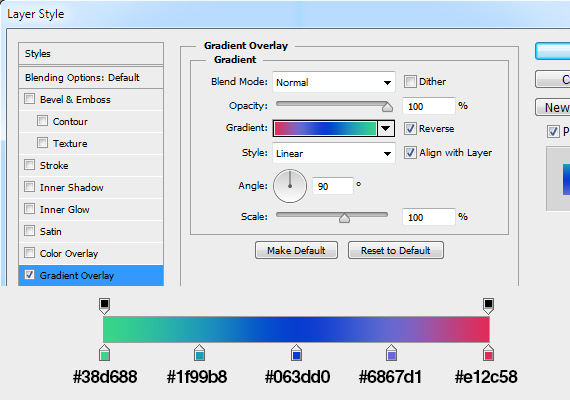 Layer Style
Styles
Blending Options: Default
Bevel & Emboss
Contour
Texture
Stroke
Inner Shadow
Inner Glow
Satin
Color Overlay
Gradient Overlay
Gradient Overlay
Gradient
Blend Mode: Normal Dither
Opacity: 100 %
Gradient: Reverse
Style: Linear Align with Layer
Angle: 90 °
Scale: 100 %
Make Default Reset to Default
#38d688 #1f99b8 #063dd0 #6867d1 #e12c58